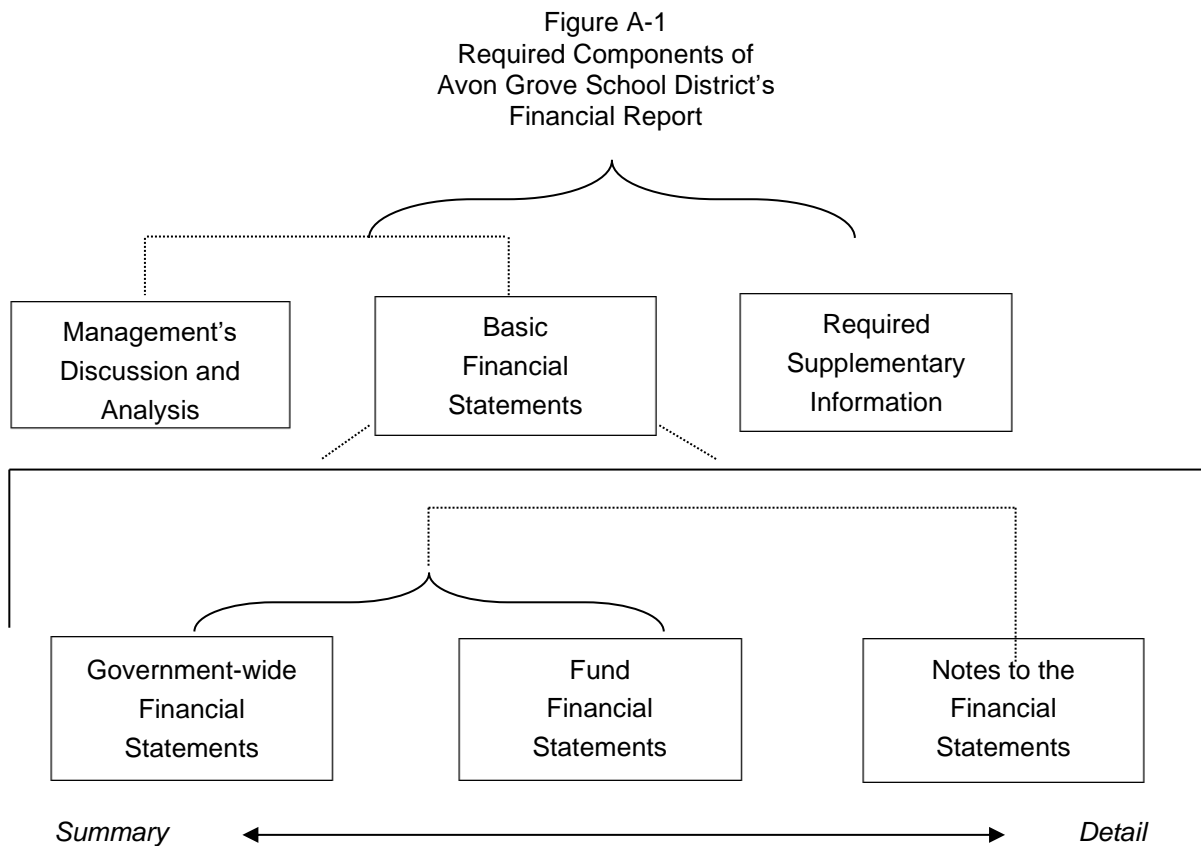 Figure A-1
Required Components of
Avon Grove School District’s
Financial Report
Management’s
Discussion and
Analysis
Basic
Financial
Statements
Required
Supplementary
Information
Government-wide
Financial
Statements
Fund
Financial
Statements
Notes to the
Financial
Statements
Summary
Detail